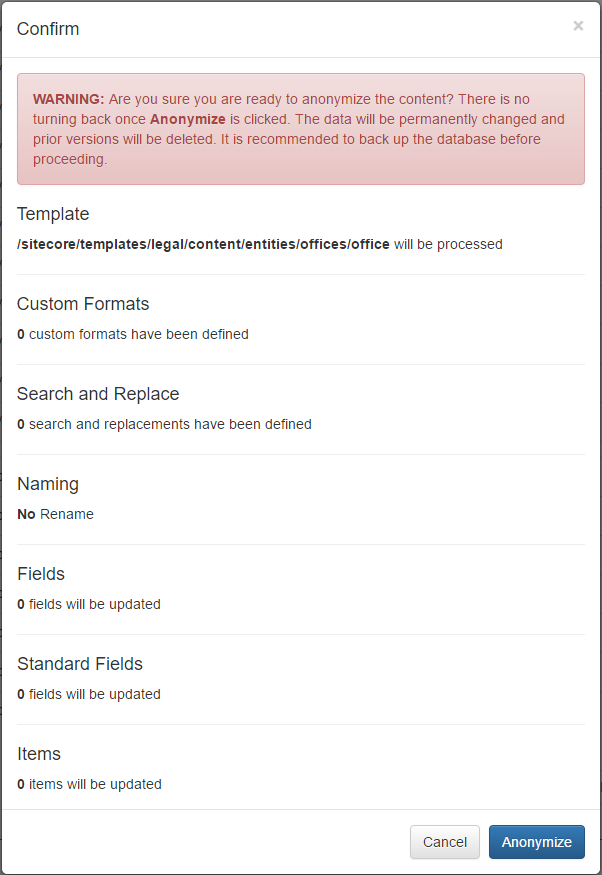 Confirm ×
WARNING: Are you sure you are ready to anonymize the content? There is no
turning back once Anonymize is clicked. The data will be permanently changed and
prior versions will be deleted. It is recommended to back up the database before
proceeding.
Template
/sitecore/templates/legal/content/entities/offices/office will be processed
Custom Formats
0 custom formats have been defined
Search and Replace
0 search and replacements have been defined
Naming
No Rename
Fields
0 fields will be updated
Standard Fields
0 fields will be updated
Items
0 items will be updated
Cancel Anonymize